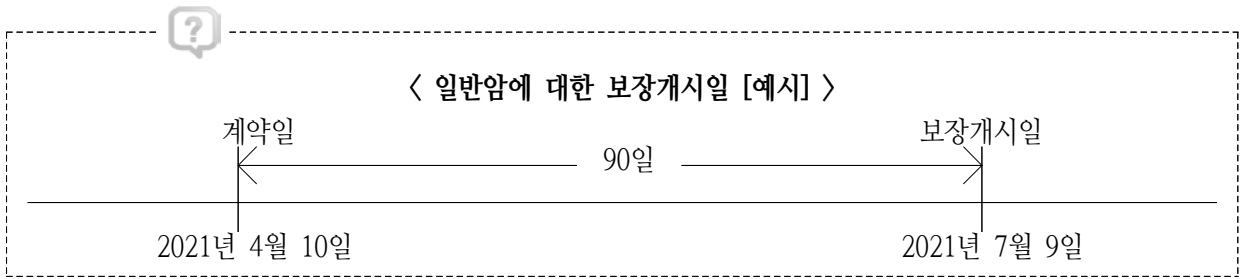 ?
〈 일반암에 대한 보장개시일 [예시] 〉
계약일 보장개시일
90일
2021년 4월 10일 2021년 7월 9일